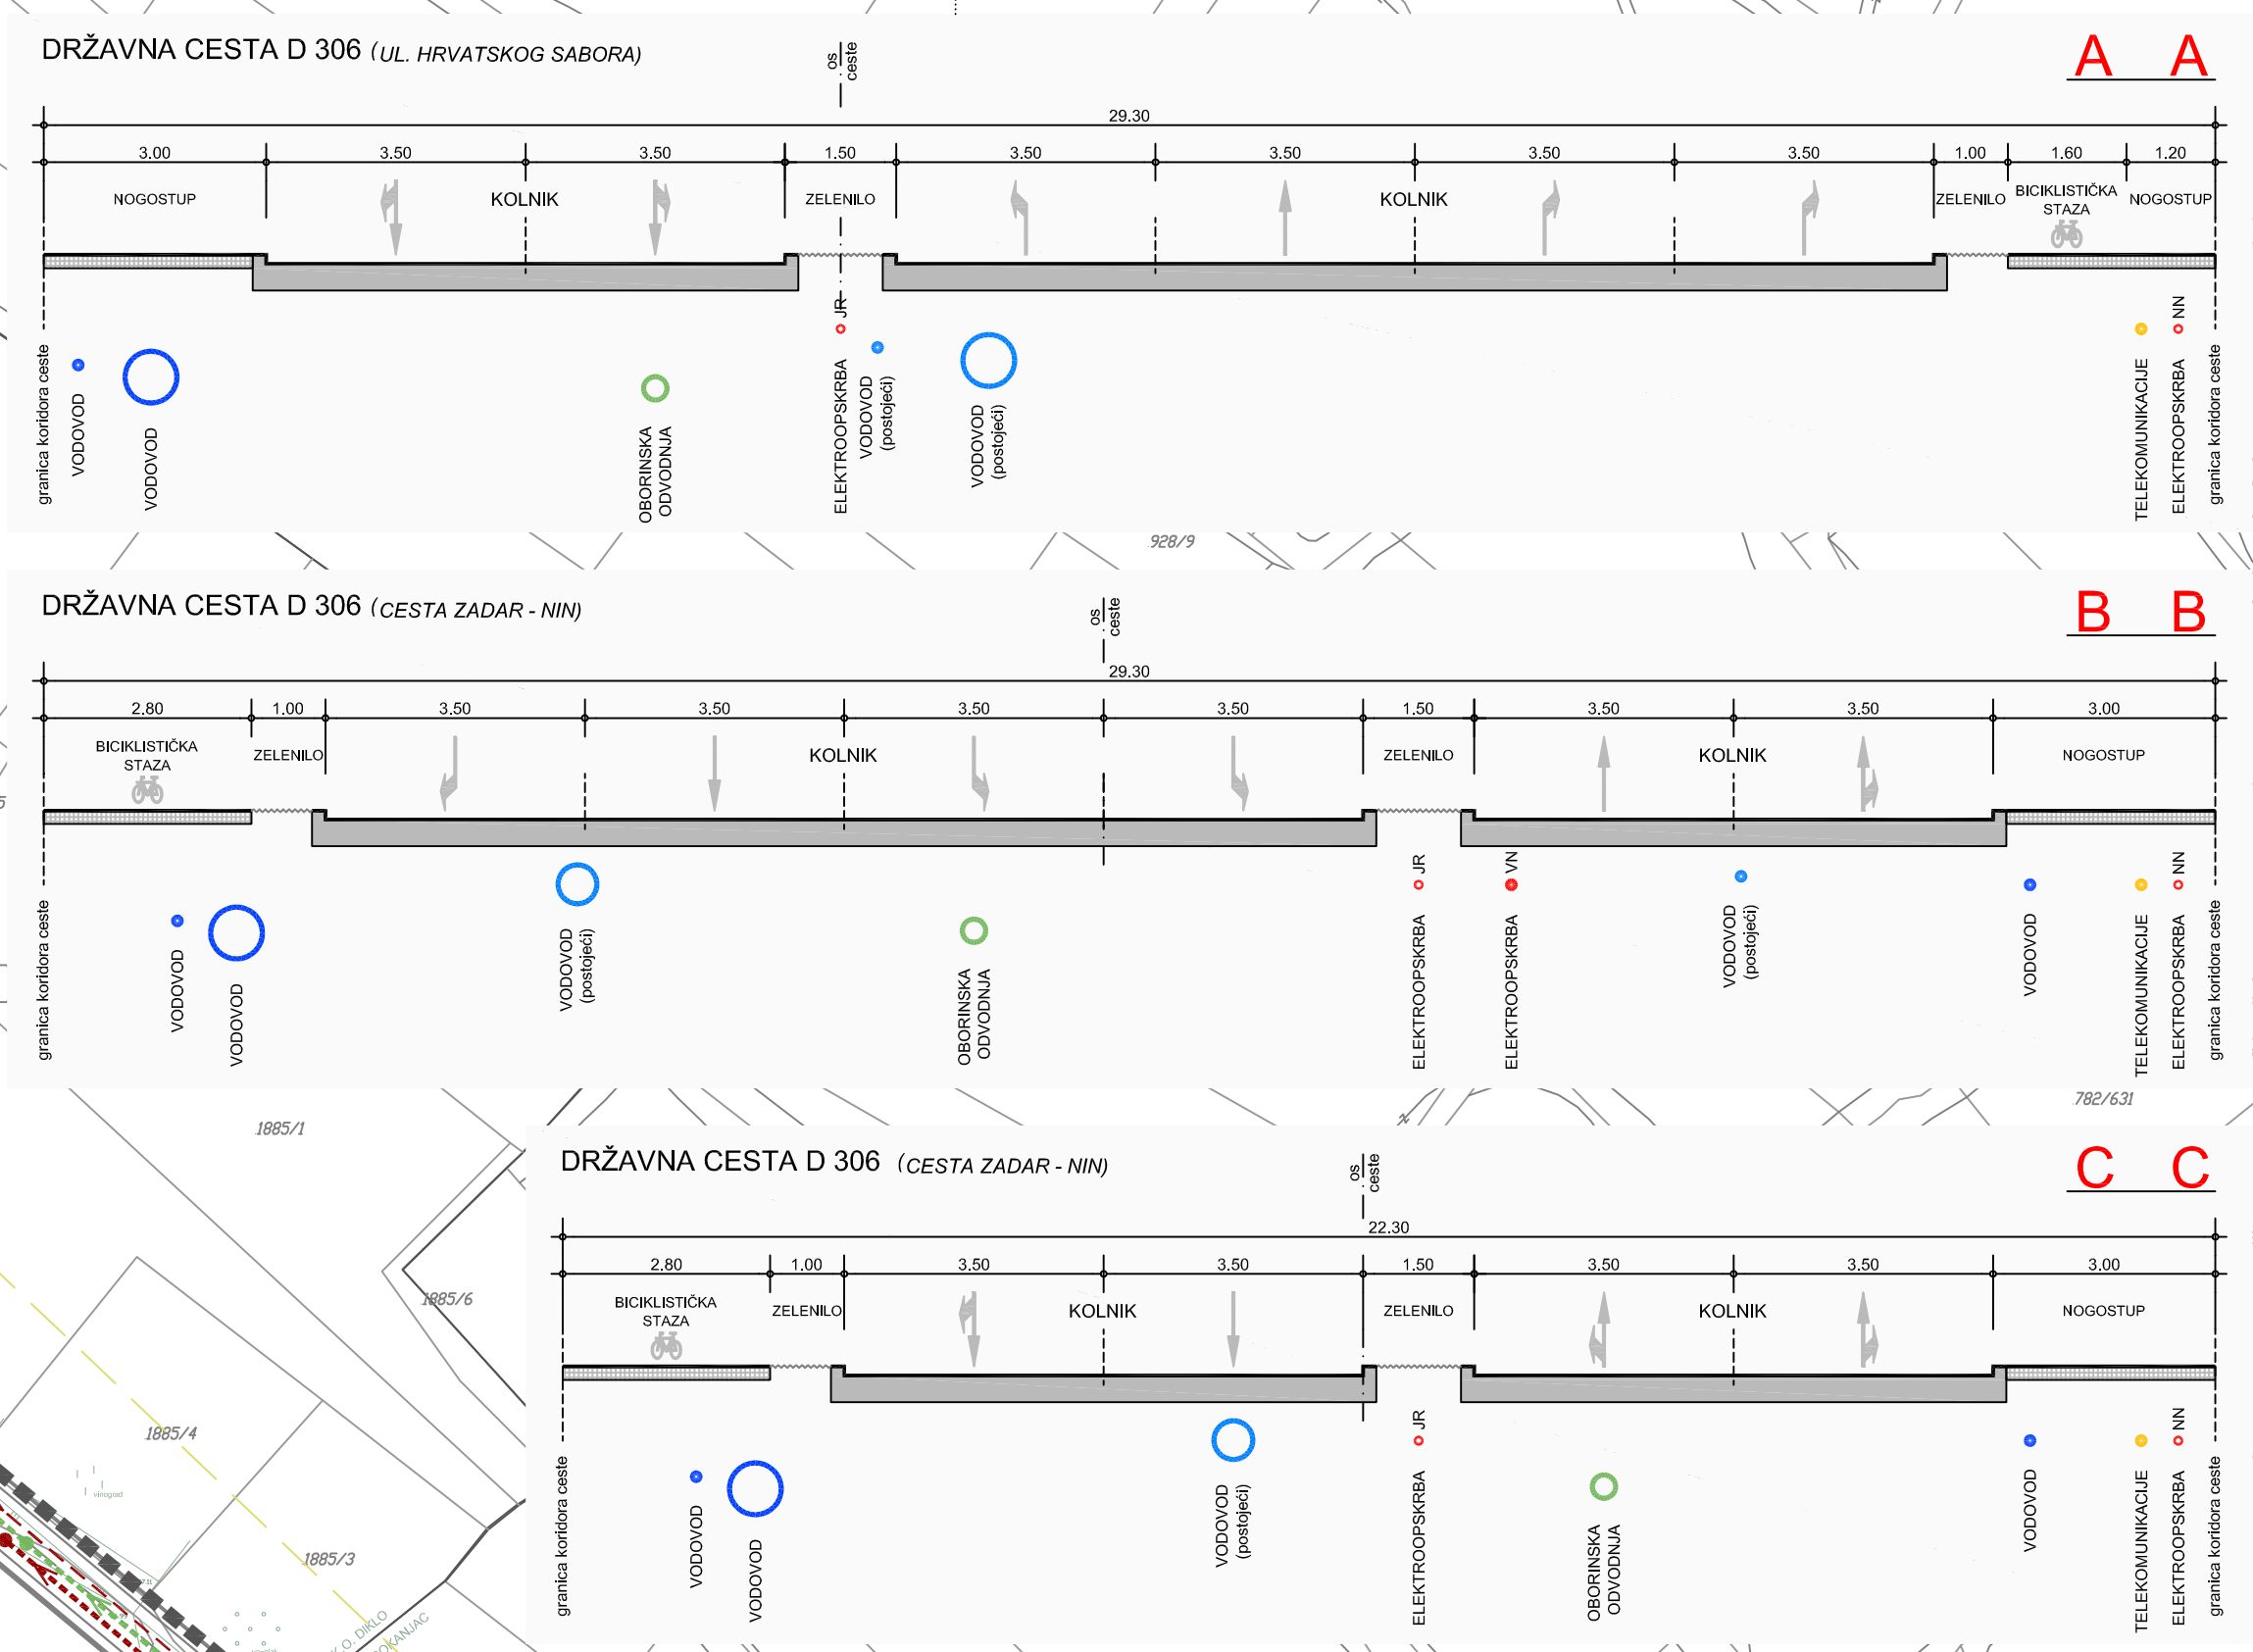 DRŽAVNA CESTA D 306 (UL. HRVATSKOG SABORA)
os
ceste
A A
29.30
3.00 3.50 3.50 1.50 3.50 3.50 3.50 3.50 1.00 1.60 1.20
NOGOSTUP KOLNIK ZELENILO KOLNIK ZELENILO BICIKLISTIČKA
STAZA NOGOSTUP
granica koridora ceste
VODOVOD
VODOVOD
OBORINSKA
ODVODNJA
ELEKTROOPSKRBA JR
VODOVOD
(postojeći)
VODOVOD
(postojeći)
TELEKOMUNIKACIJE
ELEKTROOPSKRBA NN
granica koridora ceste
928/9
DRŽAVNA CESTA D 306 (CESTA ZADAR - NIN)
os
ceste
B B
29.30
2.80 1.00 3.50 3.50 3.50 3.50 1.50 3.50 3.50 3.00
BICIKLISTIČKA
STAZA ZELENILO KOLNIK ZELENILO KOLNIK NOGOSTUP
granica koridora ceste
VODOVOD
VODOVOD
VODOVOD
(postojeći)
OBORINSKA
ODVODNJA
ELEKTROOPSKRBA JR
ELEKTROOPSKRBA VN
VODOVOD
(postojeći)
VODOVOD
TELEKOMUNIKACIJE
ELEKTROOPSKRBA NN
granica koridora ceste
1885/1
782/631
DRŽAVNA CESTA D 306 (CESTA ZADAR - NIN)
os
ceste
C C
22.30
2.80 1.00 3.50 3.50 1.50 3.50 3.50 3.00
BICIKLISTIČKA
STAZA ZELENILO KOLNIK ZELENILO KOLNIK NOGOSTUP
granica koridora ceste
VODOVOD
VODOVOD
VODOVOD
(postojeći)
ELEKTROOPSKRBA JR
OBORINSKA
ODVODNJA
VODOVOD
TELEKOMUNIKACIJE
ELEKTROOPSKRBA NN
granica koridora ceste
1885/6
1885/4
vinograd
1885/3
K.O. DIKLO